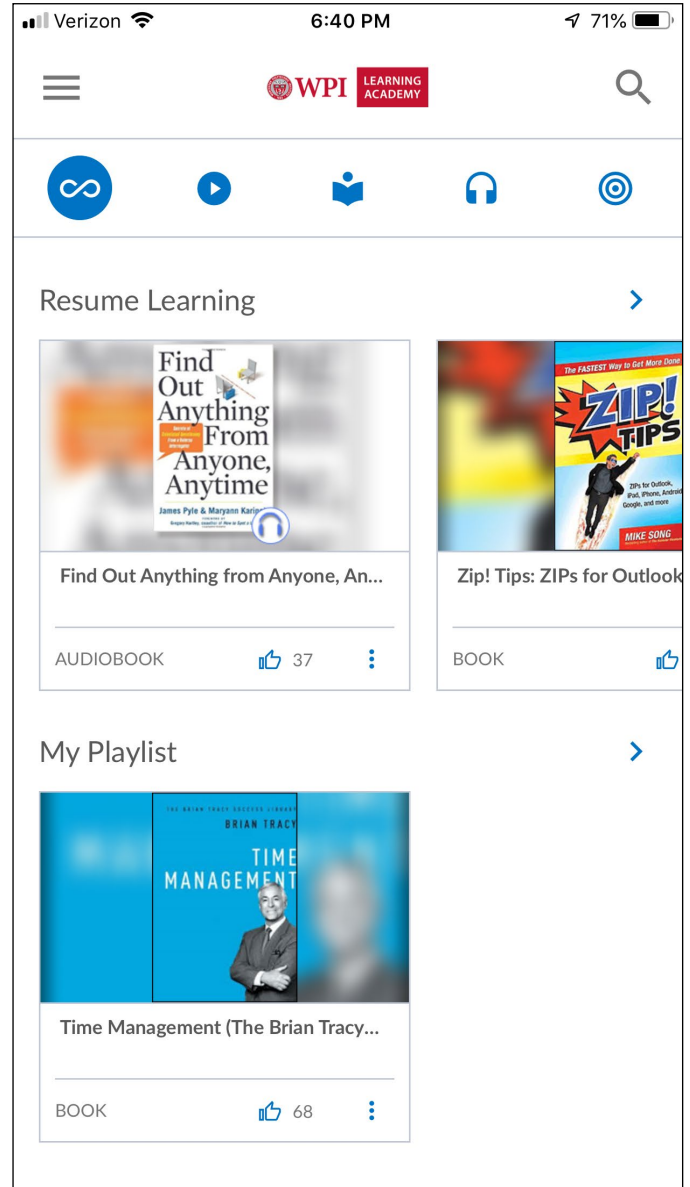 Verizon 6:40 PM 71%
WPI LEARNING
ACADEMY
Resume Learning
Find
Out
Anything
From
Anyone,
Anytime
James Pyle & Maryann
The FASTEST Way to Get More Done
ZIP!
TIPS
ZIPs for Outlook,
iPad, iPhone, Android
Google, and more
MIKE SONG
Find Out Anything from Anyone, An...
Zip! Tips: ZIPs for Outlook
AUDIOBOOK 37
BOOK
My Playlist
THE BRIAN TRACY SUCCESS LIBRARY
BRIAN TRACY
TIME
MANAGEMENT
Time Management (The Brian Tracy...
BOOK 68